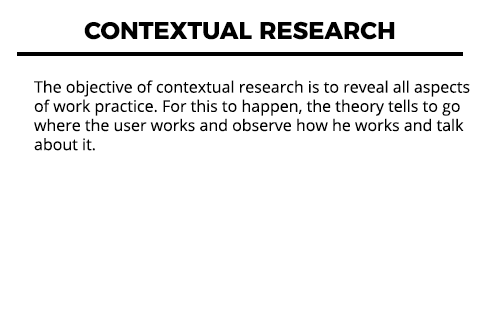 CONTEXTUAL RESEARCH
The objective of contextual research is to reveal all aspects
of work practice. For this to happen, the theory tells to go
where the user works and observe how he works and talk
about it.